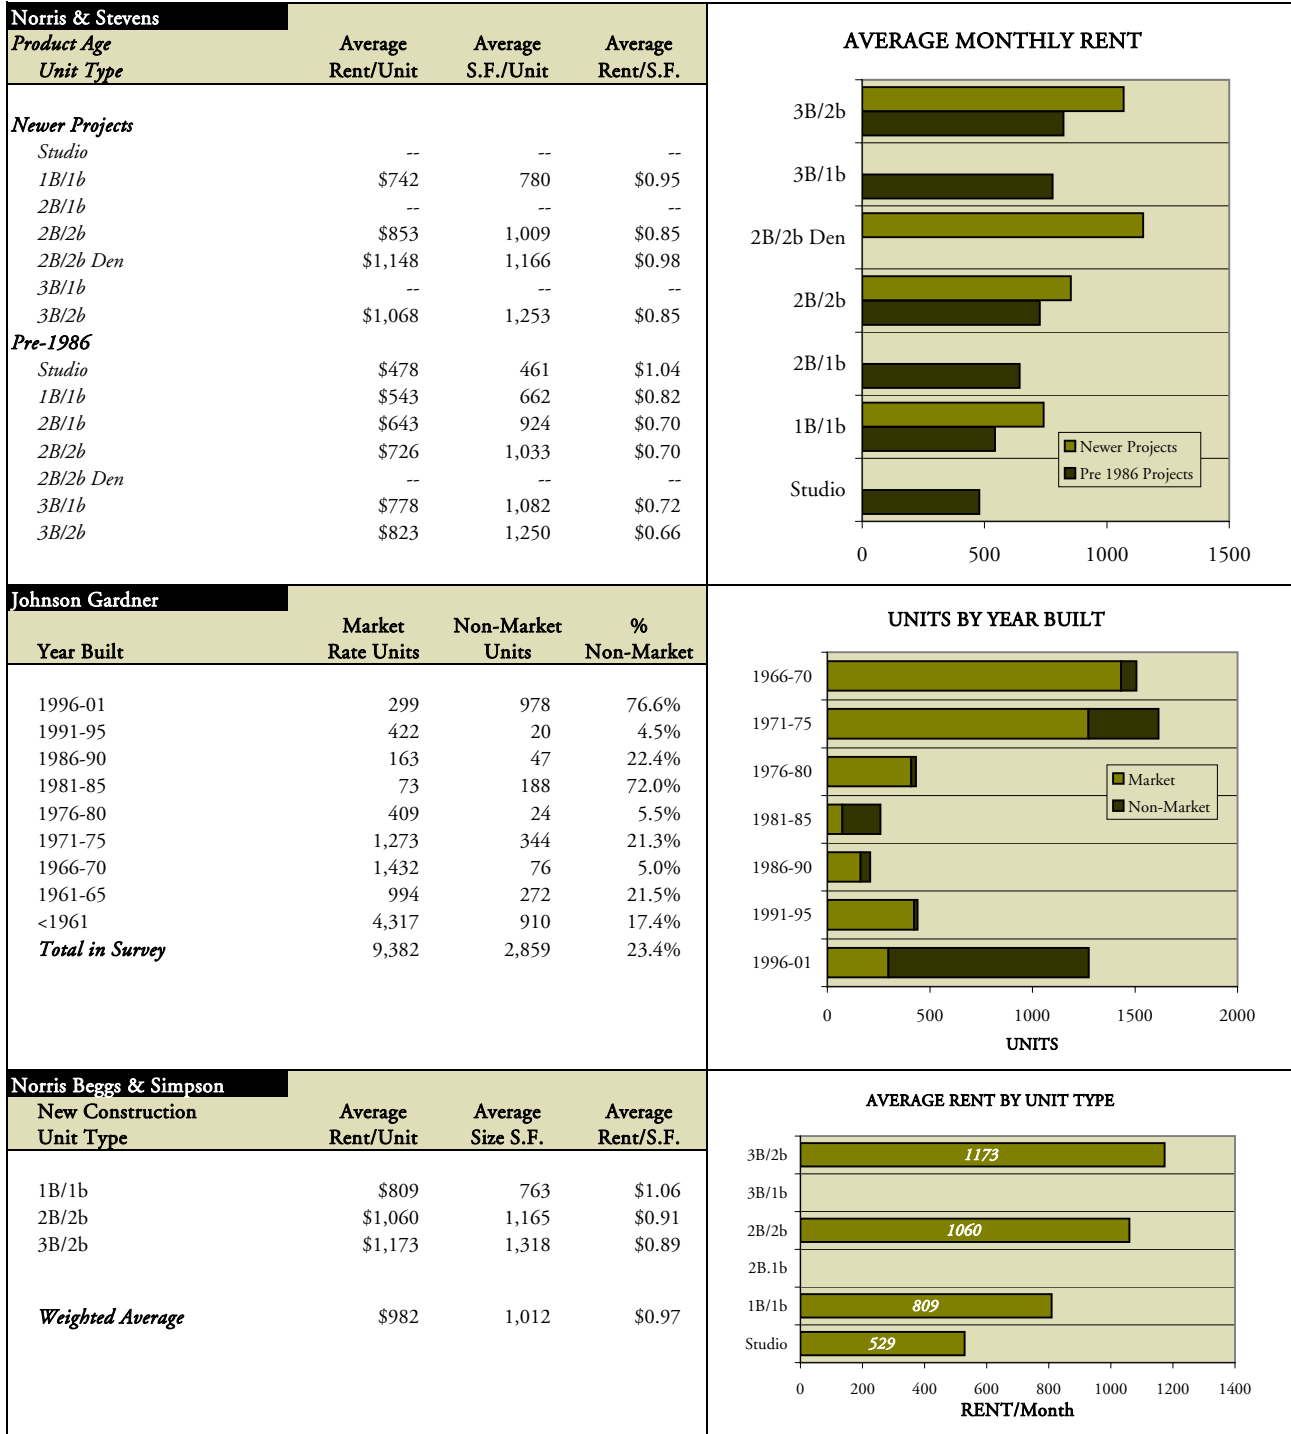 Norris & Stevens
Product Age Average Average Average
Unit Type Rent/Unit S.F./Unit Rent/S.F.
Newer Projects
Studio -- -- --
1B/1b $742 780 $0.95
2B/1b -- -- --
2B/2b $853 1,009 $0.85
2B/2b Den $1,148 1,166 $0.98
3B/1b -- -- --
3B/2b $1,068 1,253 $0.85
Pre-1986
Studio $478 461 $1.04
1B/1b $543 662 $0.82
2B/1b $643 924 $0.70
2B/2b $726 1,033 $0.70
2B/2b Den -- -- --
3B/1b $778 1,082 $0.72
3B/2b $823 1,250 $0.66
AVERAGE MONTHLY RENT
3B/2b
3B/1b
2B/2b Den
2B/2b
2B/1b
1B/1b
Studio
Newer Projects
Pre 1986 Projects
0 500 1000 1500
Johnson Gardner
Market Non-Market %
Year Built Rate Units Units Non-Market
1996-01 299 978 76.6%
1991-95 422 20 4.5%
1986-90 163 47 22.4%
1981-85 73 188 72.0%
1976-80 409 24 5.5%
1971-75 1,273 344 21.3%
1966-70 1,432 76 5.0%
1961-65 994 272 21.5%
<1961 4,317 910 17.4%
Total in Survey 9,382 2,859 23.4%
UNITS BY YEAR BUILT
1966-70
1971-75
1976-80
1981-85
1986-90
1991-95
1996-01
Market
Non-Market
0 500 1000 1500 2000
UNITS
Norris Beggs & Simpson
New Construction Average Average Average
Unit Type Rent/Unit Size S.F. Rent/S.F.
1B/1b $809 763 $1.06
2B/2b $1,060 1,165 $0.91
3B/2b $1,173 1,318 $0.89
Weighted Average $982 1,012 $0.97
AVERAGE RENT BY UNIT TYPE
3B/2b 1173
3B/1b
2B/2b 1060
2B.1b
1B/1b 809
Studio 529
0 200 400 600 800 1000 1200 1400
RENT/Month